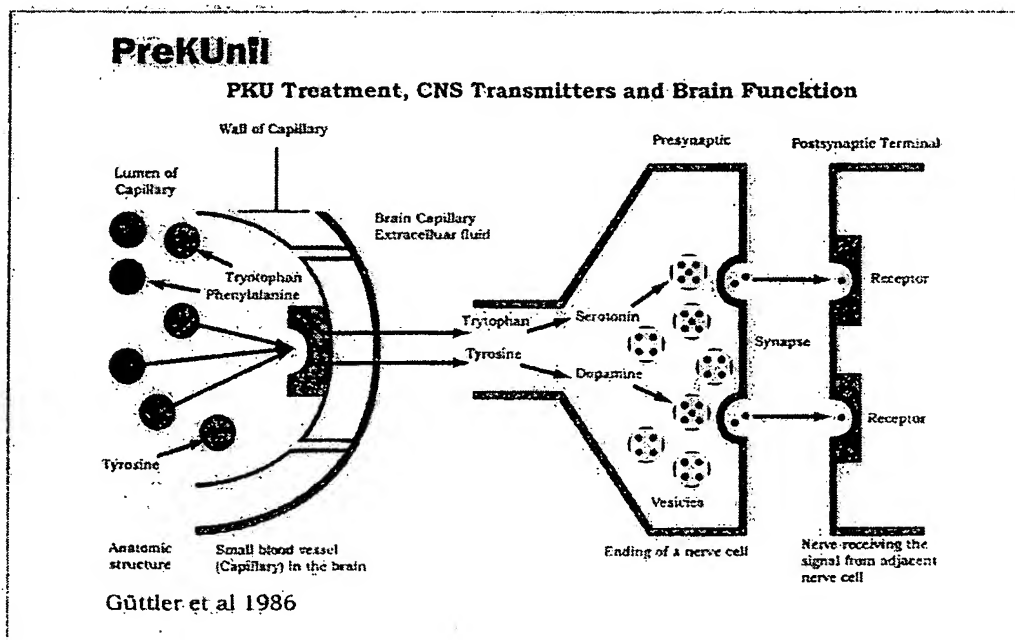 PreKUnil
PKU Treatment, CNS Transmitters and Brain Funcktion
Wall of Capillary
Presynaptic
Postsynaptic Terminal
Lumen of
Capillary
Brain Capillary
Extracelluar fluid
Tryptophan
Phenylalanine
Receptor
Trytophan
Serotonin
Synapse
Tyrosine
Dopamine
Receptor
Tyrosine
Vesicles
Anatomic
structure
Small blood vessel
(Capillary) in the brain
Ending of a nerve cell
Nerve receiving the
signal from adjacent
nerve cell
Güttler et al 1986